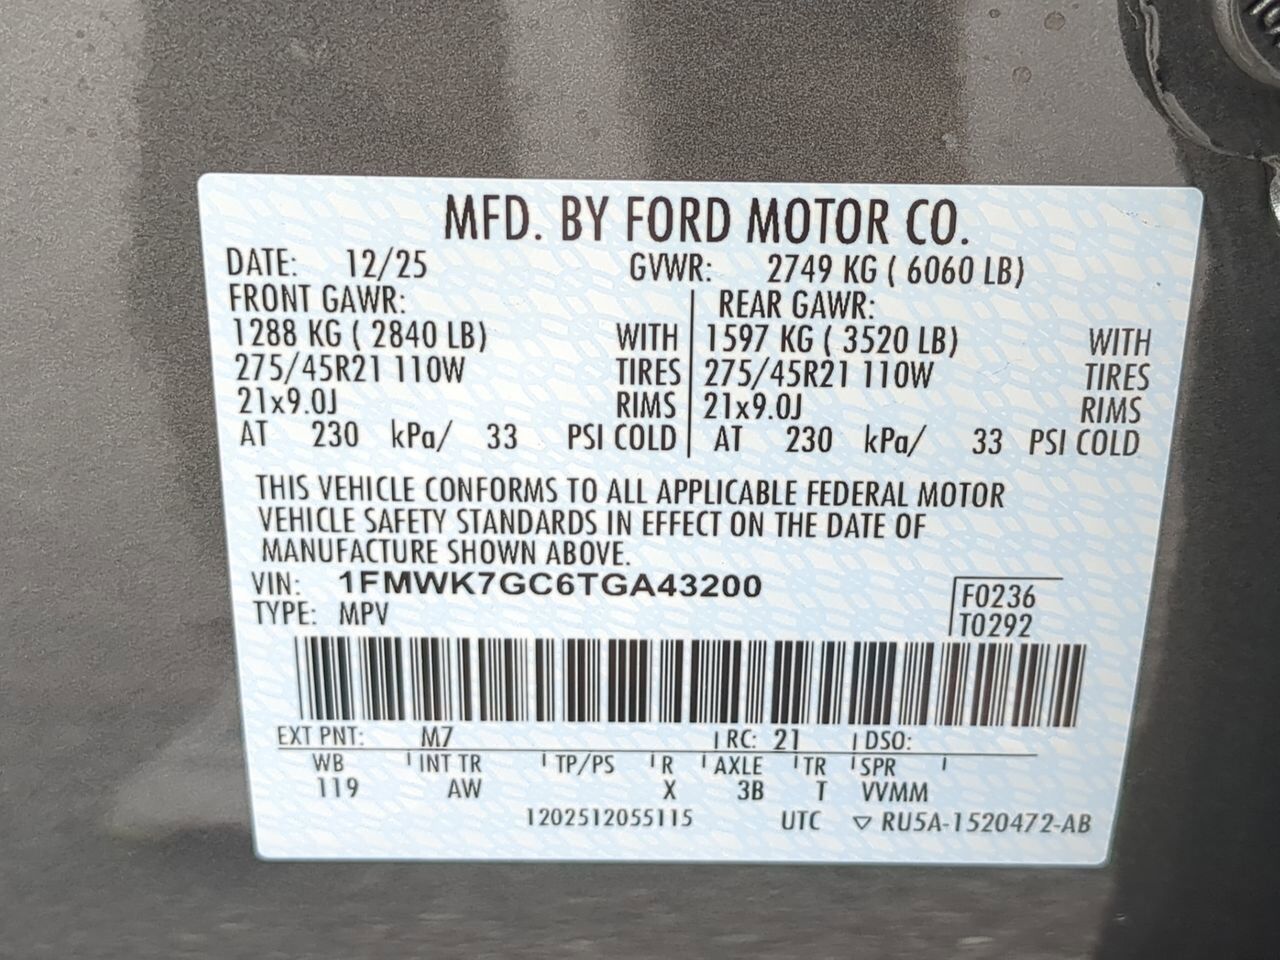 MFD. BY FORD MOTOR CO.
DATE: 12/25 GVWR: 2749 KG ( 6060 LB)
FRONT GAWR: REAR GAWR:
1288 KG ( 2840 LB) WITH 1597 KG ( 3520 LB) WITH
275/45R21 110W TIRES 275/45R21 110W TIRES
21x9.0J RIMS 21x9.0J RIMS
AT 230 kPa/ 33 PSI COLD AT 230 kPa/ 33 PSI COLD
THIS VEHICLE CONFORMS TO ALL APPLICABLE FEDERAL MOTOR
VEHICLE SAFETY STANDARDS IN EFFECT ON THE DATE OF
MANUFACTURE SHOWN ABOVE.
VIN: 1FMWK7GC6TGA43200 F0236
TYPE: MPV T0292
EXT PNT: M7 RC: 21 DSO:
WB INT TR TP/PS R AXLE TR SPR
119 AW X 3B T VVMM
1202512055115 UTC ▽ RU5A-1520472-AB